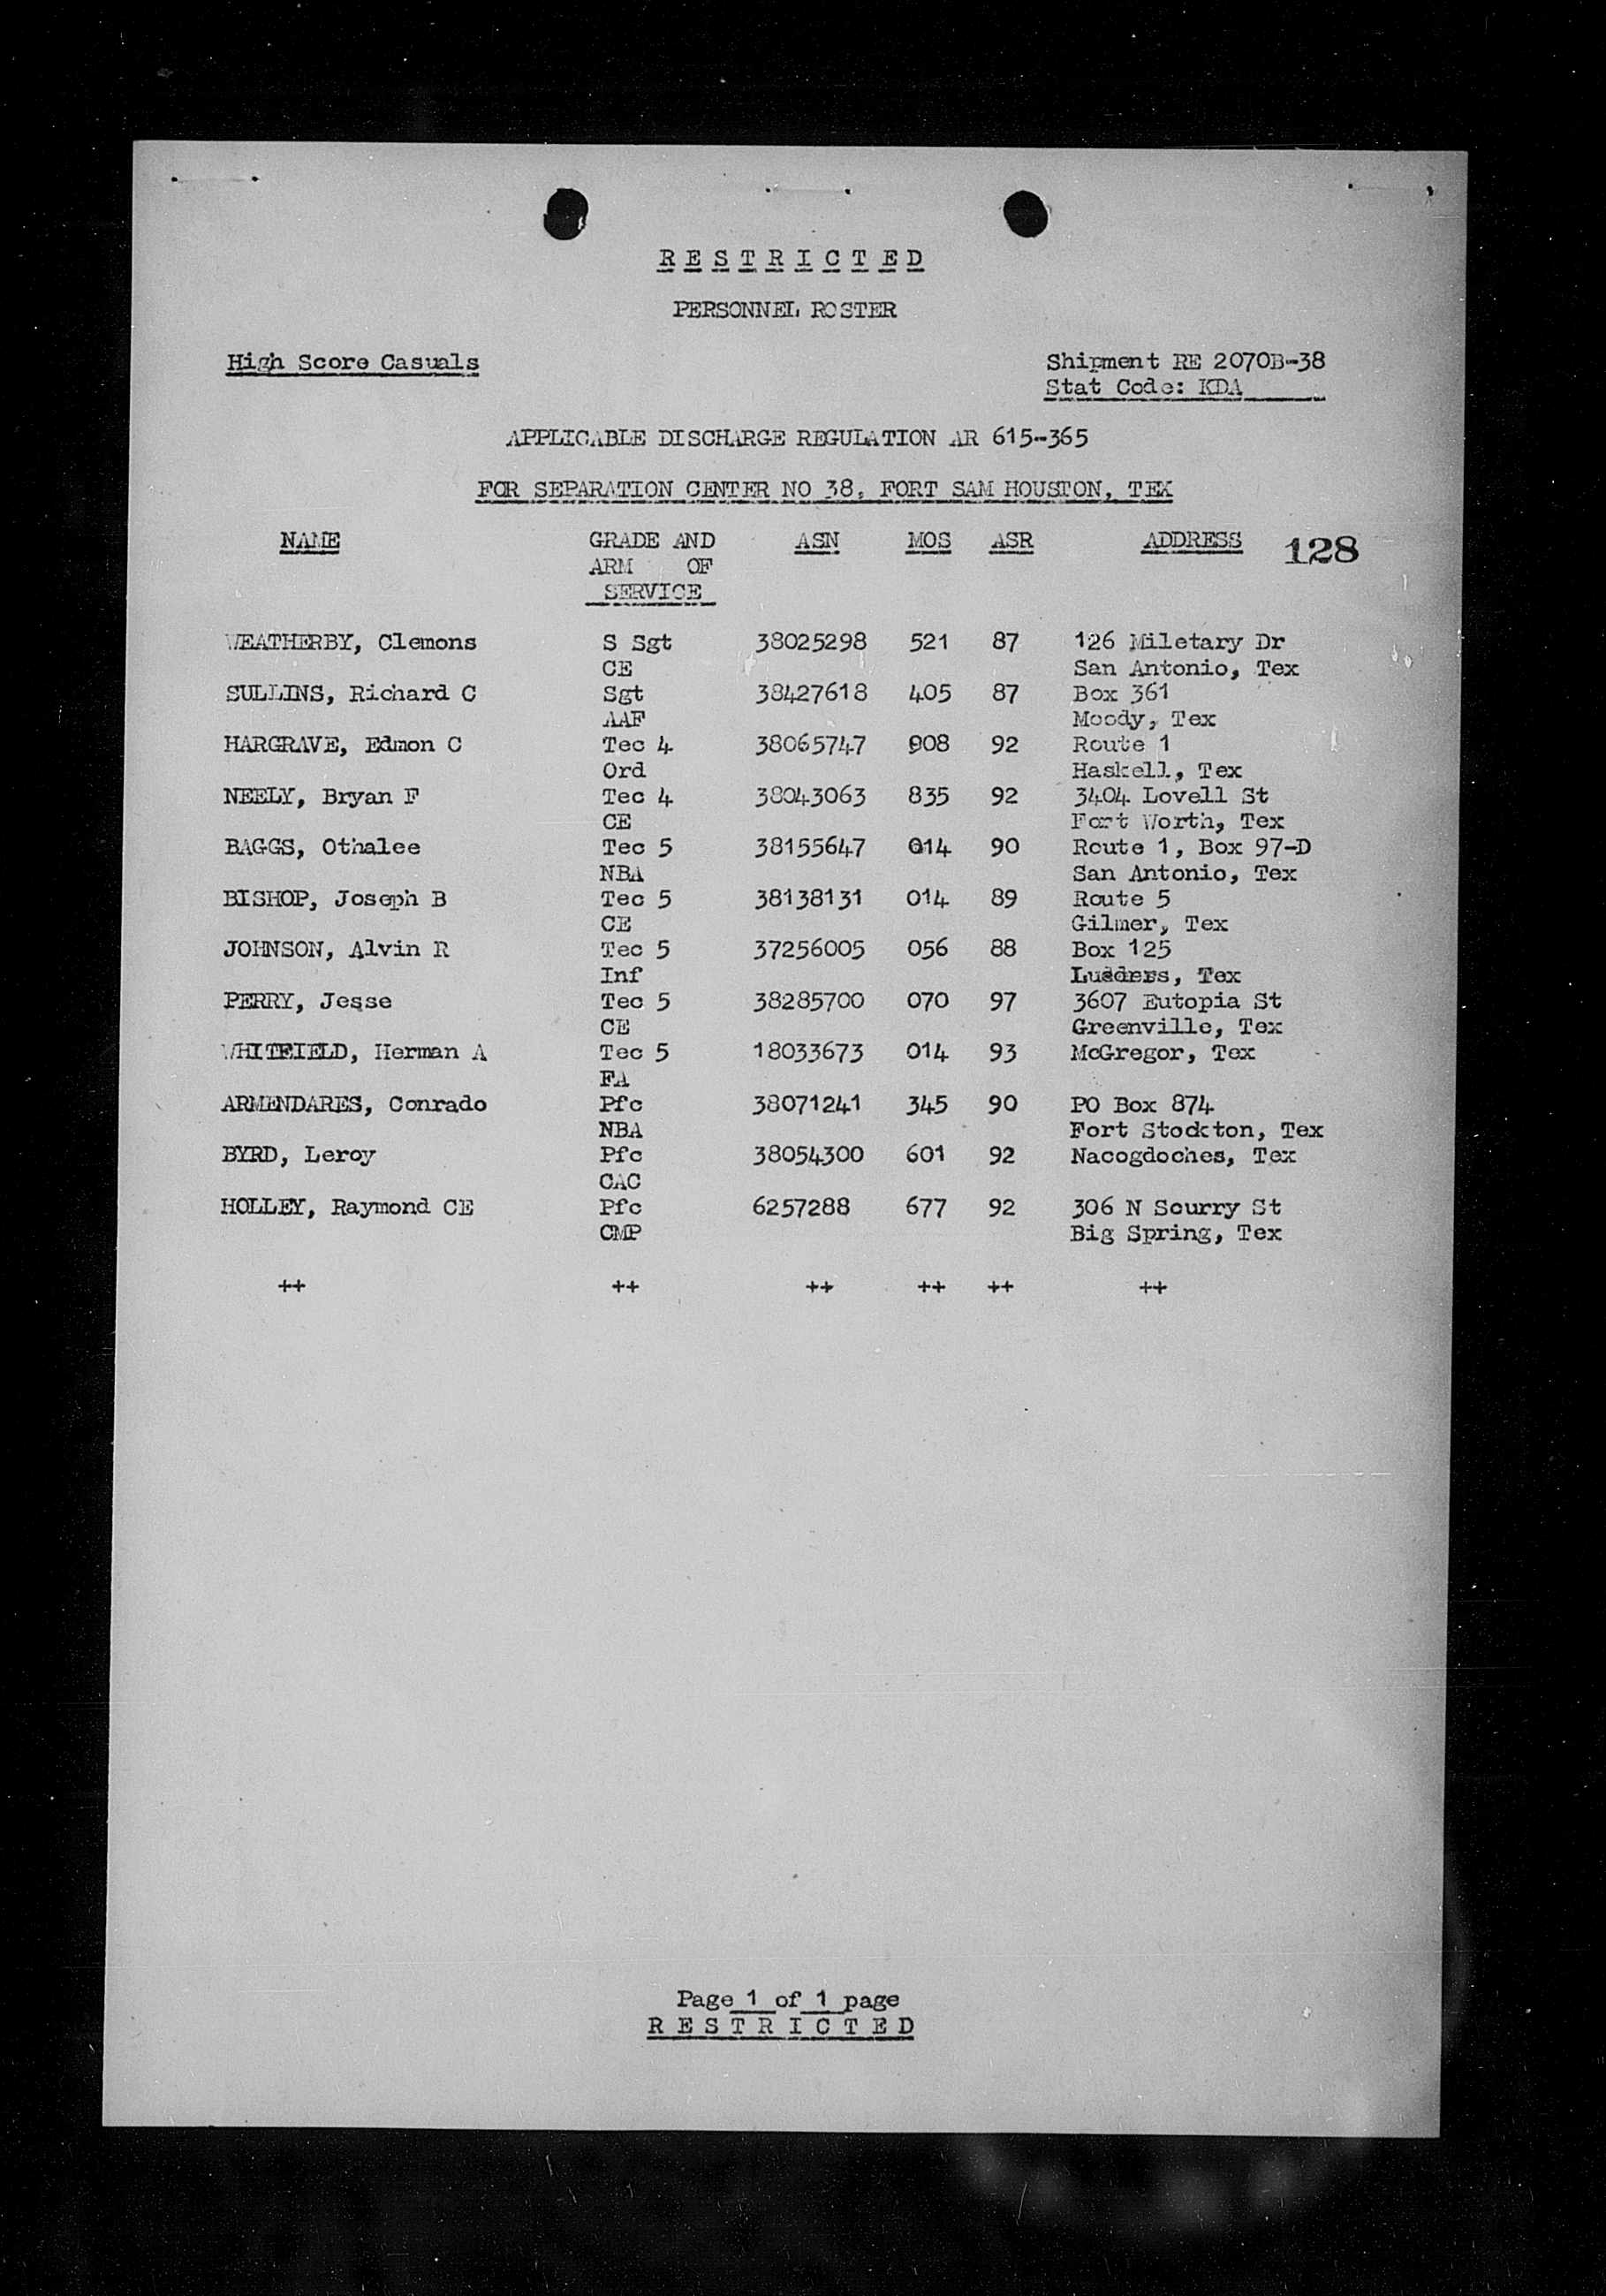 R E S T R I C T E D
PERSONNEL ROSTER
High Score Casuals Shipment RE 2070B-38
Stat Code: KDA
APPLICABLE DISCHARGE REGULATION AR 615-365
FOR SEPARATION CENTER NO 38, FORT SAM HOUSTON, TEX
NAME GRADE AND ASN MOS ASR ADDRESS 128
ARM OF
SERVICE
WEATHERBY, Clemons S Sgt 38025298 521 87 126 Miletary Dr
CE San Antonio, Tex
SULLINS, Richard C Sgt 38427618 405 87 Box 361
AAF Moody, Tex
HARGRAVE, Edmon C Tec 4 38065747 908 92 Route 1
Ord Haskell, Tex
NEELY, Bryan F Tec 4 38043063 835 92 3404 Lovell St
CE Fort Worth, Tex
BAGGS, Othalee Tec 5 38155647 014 90 Route 1, Box 97-D
NBA San Antonio, Tex
BISHOP, Joseph B Tec 5 38138131 014 89 Route 5
CE Gilmer, Tex
JOHNSON, Alvin R Tec 5 37256005 056 88 Box 125
Inf Lueders, Tex
PERRY, Jesse Tec 5 38285700 070 97 3607 Eutopia St
CE Greenville, Tex
WHITFIELD, Herman A Tec 5 18033673 014 93 McGregor, Tex
FA
ARMENDARES, Conrado Pfc 38071241 345 90 PO Box 874
NBA Fort Stockton, Tex
BYRD, Leroy Pfc 38054300 601 92 Nacogdoches, Tex
CAC
HOLLEY, Raymond CE Pfc 6257288 677 92 306 N Scurry St
CMP Big Spring, Tex
++ ++ ++ ++ ++ ++
Page 1 of 1 page
R E S T R I C T E D